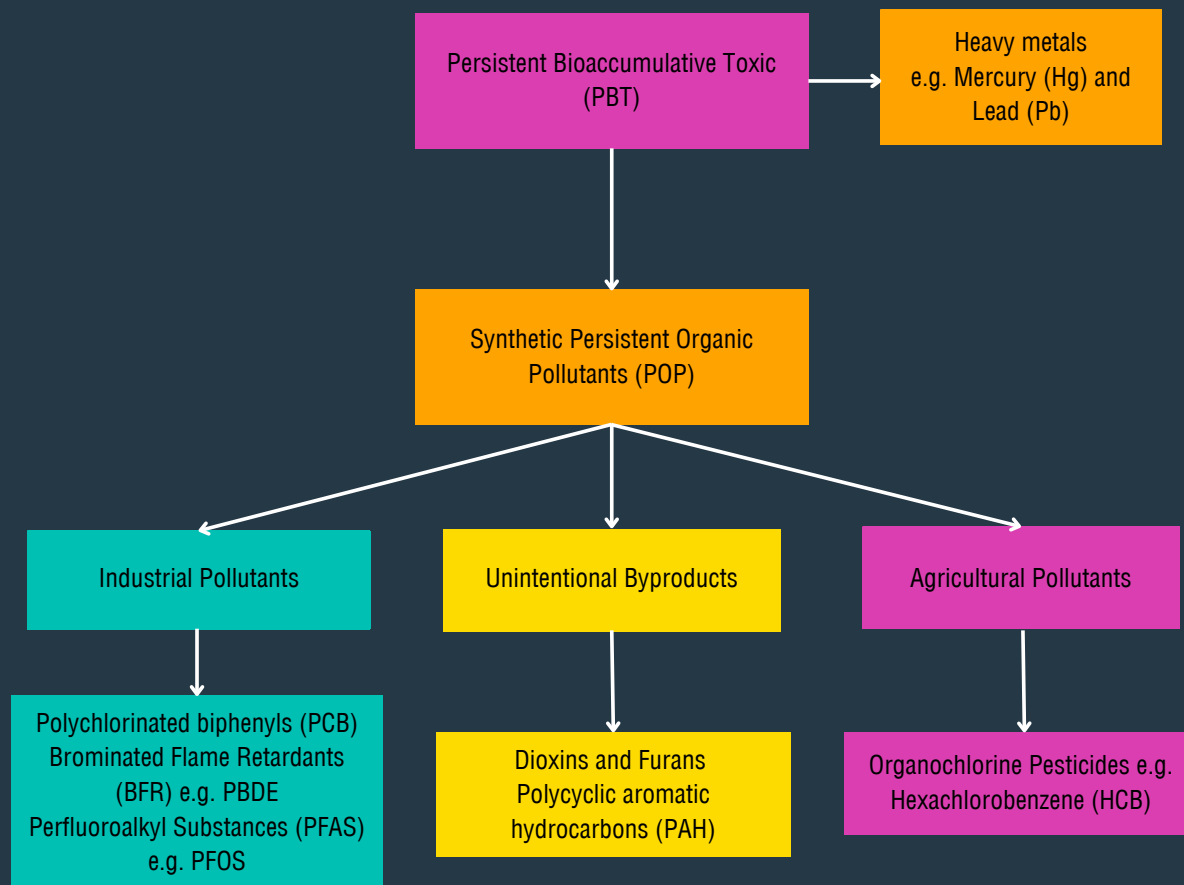 Persistent Bioaccumulative Toxic
(PBT)
Heavy metals
e.g. Mercury (Hg) and
Lead (Pb)
Synthetic Persistent Organic
Pollutants (POP)
Industrial Pollutants
Unintentional Byproducts
Agricultural Pollutants
Polychlorinated biphenyls (PCB)
Brominated Flame Retardants
(BFR) e.g. PBDE
Perfluoroalkyl Substances (PFAS)
e.g. PFOS
Dioxins and Furans
Polycyclic aromatic
hydrocarbons (PAH)
Organochlorine Pesticides e.g.
Hexachlorobenzene (HCB)